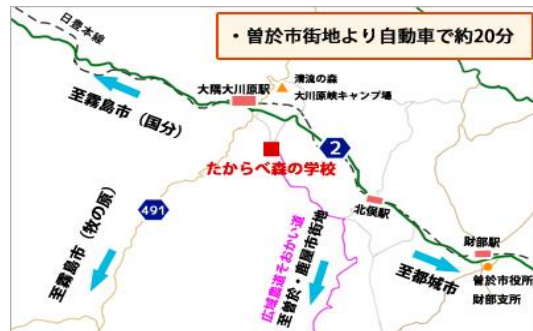 ・曽於市街地より自動車で約20分
日豊本線
大隅大川原駅
清流の森
大川原峡キャンプ場
至霧島市（国分）
たからべ森の学校
2
491
北俣駅
財部駅
至霧島市（牧の原）
広域農道そおかい道
至曽於・鹿屋市街地
至都城市
曽於市役所
財部支所